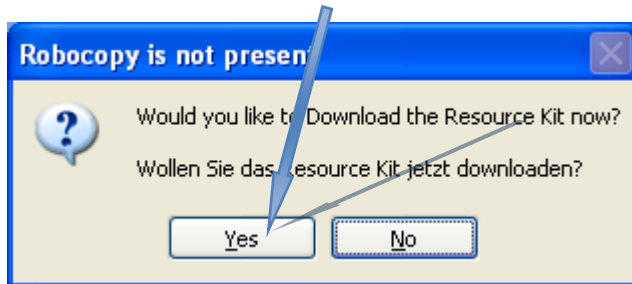 Robocopy is not present
Would you like to Download the Resource Kit now?
Wollen Sie das Resource Kit jetzt downloaden?
Yes
No